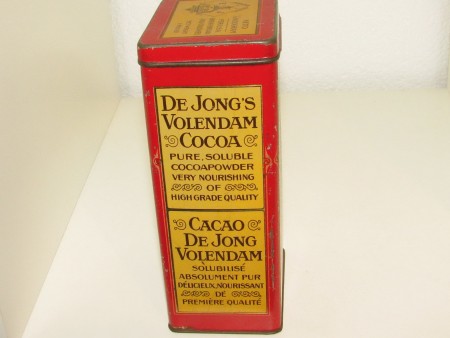 DE JONG'S
VOLENDAM
COCOA
PURE, SOLUBLE
COCOAPOWDER
VERY NOURISHING
OF
HIGH GRADE QUALITY
CACAO
DE JONG
VOLENDAM
SOLUBILISÉ
ABSOLUMENT PUR
DÉLICIEUX, NOURISSANT
DE
PREMIÈRE QUALITÉ